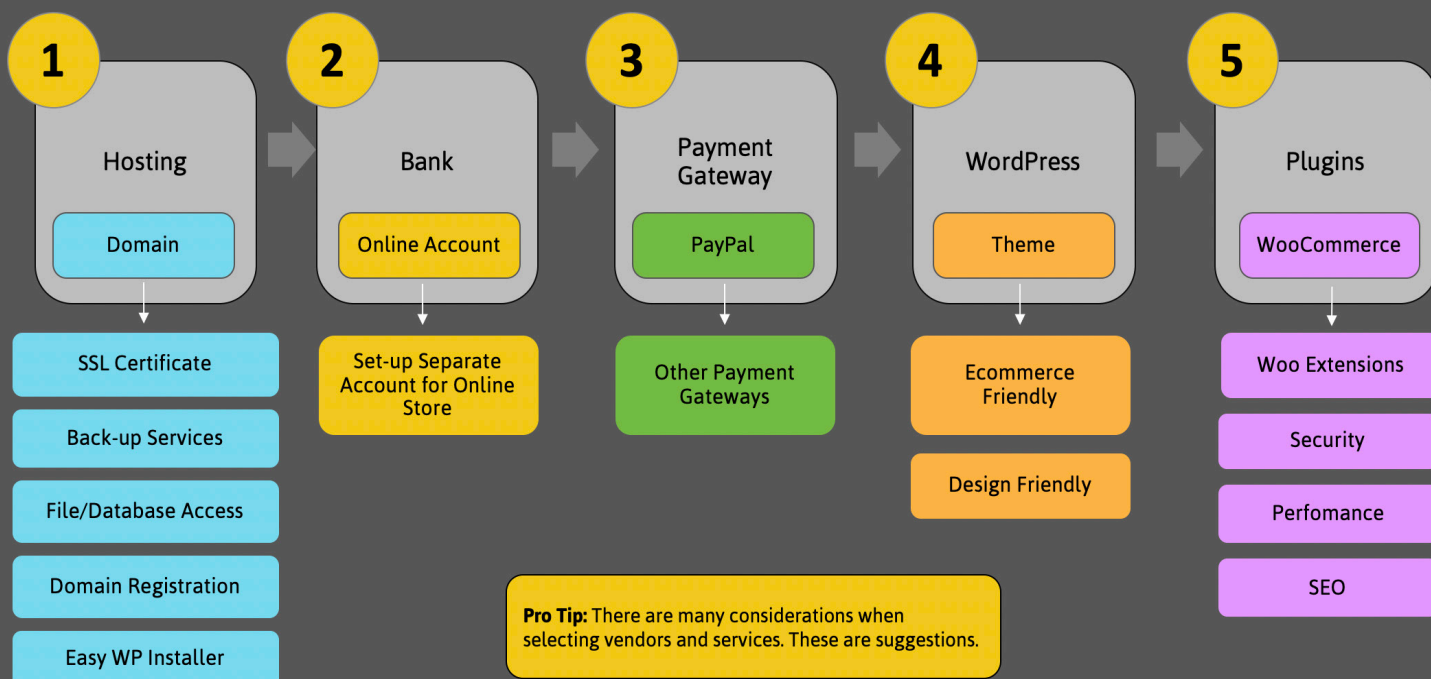 1
Hosting
Domain
SSL Certificate
Back-up Services
File/Database Access
Domain Registration
Easy WP Installer
2
Bank
Online Account
Set-up Separate
Account for Online
Store
3
Payment
Gateway
PayPal
Other Payment
Gateways
4
WordPress
Theme
Ecommerce
Friendly
Design Friendly
5
Plugins
WooCommerce
Woo Extensions
Security
Perfomance
SEO
Pro Tip: There are many considerations when
selecting vendors and services. These are suggestions.